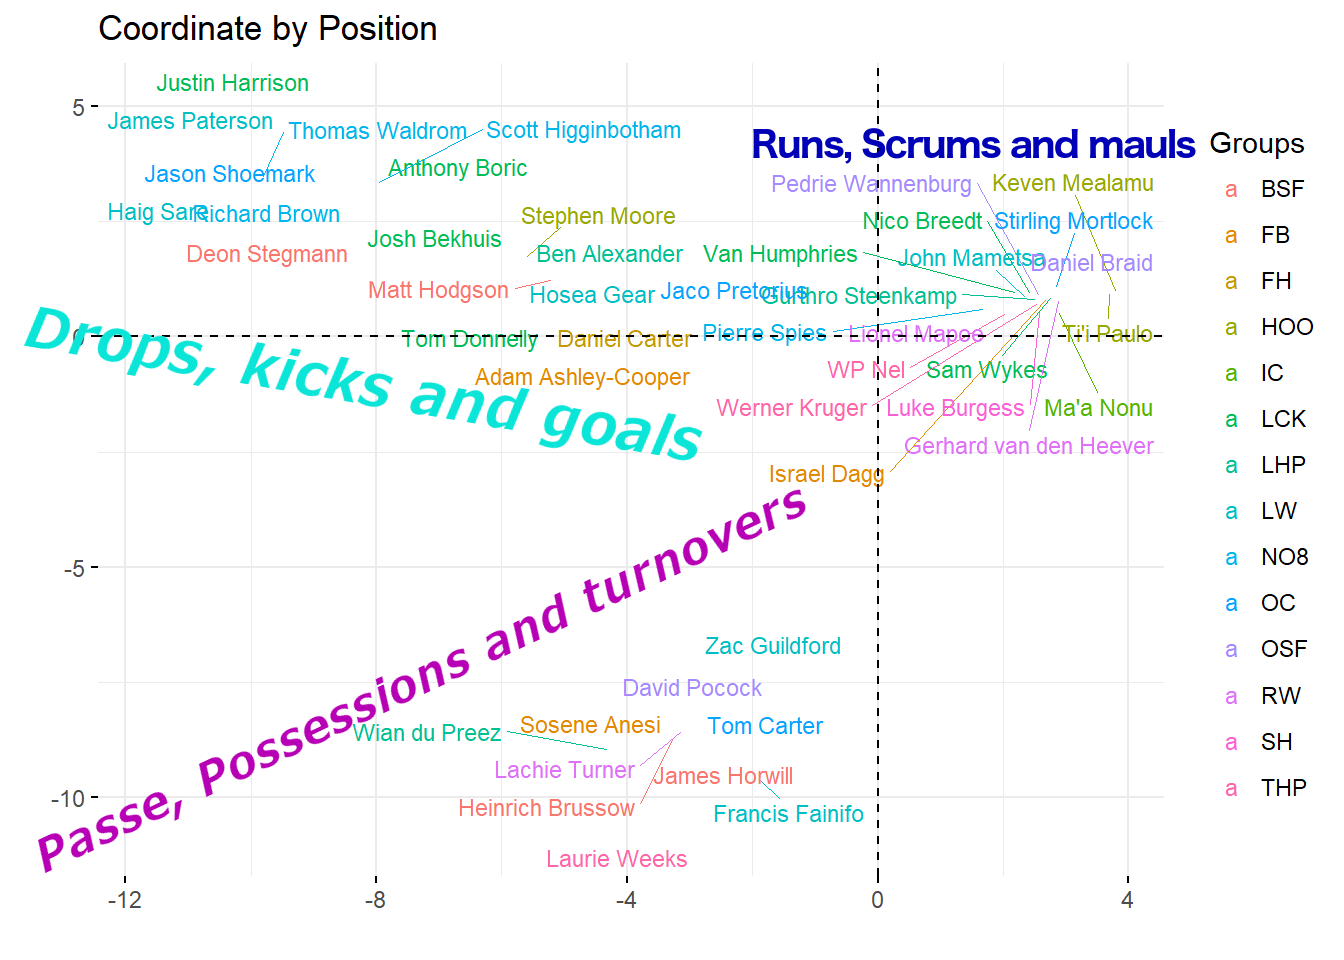 Coordinate by Position
Justin Harrison
5
James Paterson
Thomas Waldrom
Scott Higginbotham
Runs, Scrums and mauls
Anthony Boric
Jason Shoemark
Pedrie Wannenburg
Keven Mealamu
Haig Sare
Richard Brown
Stephen Moore
Nico Breedt
Stirling Mortlock
Josh Bekhuis
Deon Stegmann
Ben Alexander
Van Humphries
John Mametsa
Daniel Braid
Matt Hodgson
Hosea Gear
Jaco Pretorius
Gurthro Steenkamp
0
Tom Donnelly
Daniel Carter
Pierre Spies
Lionel Mapoe
Ti'i Paulo
Drops, kicks and goals
Adam Ashley-Cooper
WP Nel
Sam Wykes
Werner Kruger
Luke Burgess
Ma'a Nonu
Gerhard van den Heever
Israel Dagg
-5
Passe, Possessions and turnovers
Zac Guildford
David Pocock
Wian du Preez
Sosene Anesi
Tom Carter
Lachie Turner
James Horwill
-10
Heinrich Brussow
Francis Fainifo
Laurie Weeks
-12
-8
-4
0
4
Groups
a BSF
a FB
a FH
a HOO
a IC
a LCK
a LHP
a LW
a NO8
a OC
a OSF
a RW
a SH
a THP